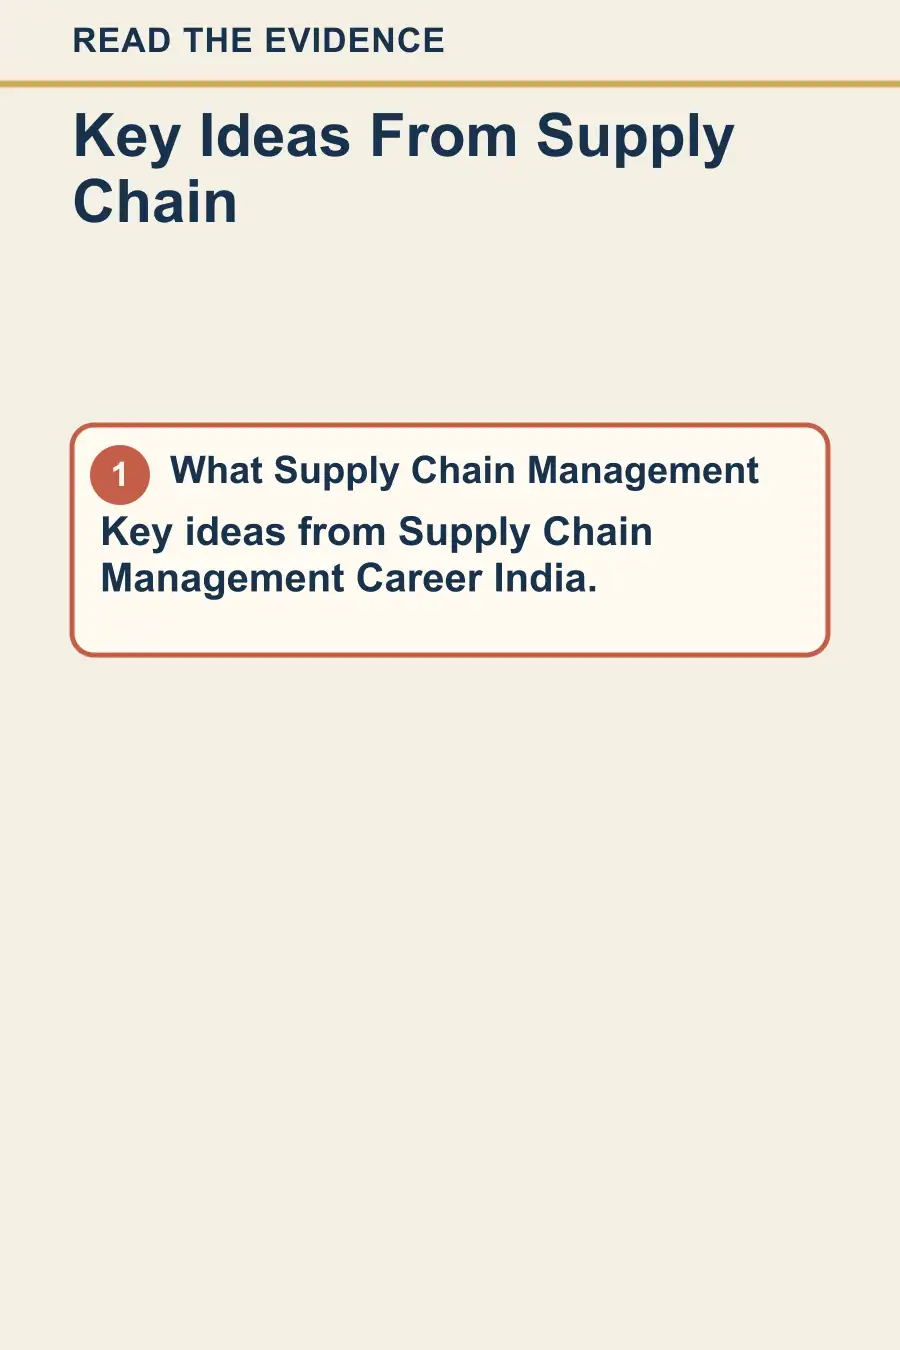 READ THE EVIDENCE
Key Ideas From Supply
Chain
1 What Supply Chain Management
Key ideas from Supply Chain
Management Career India.